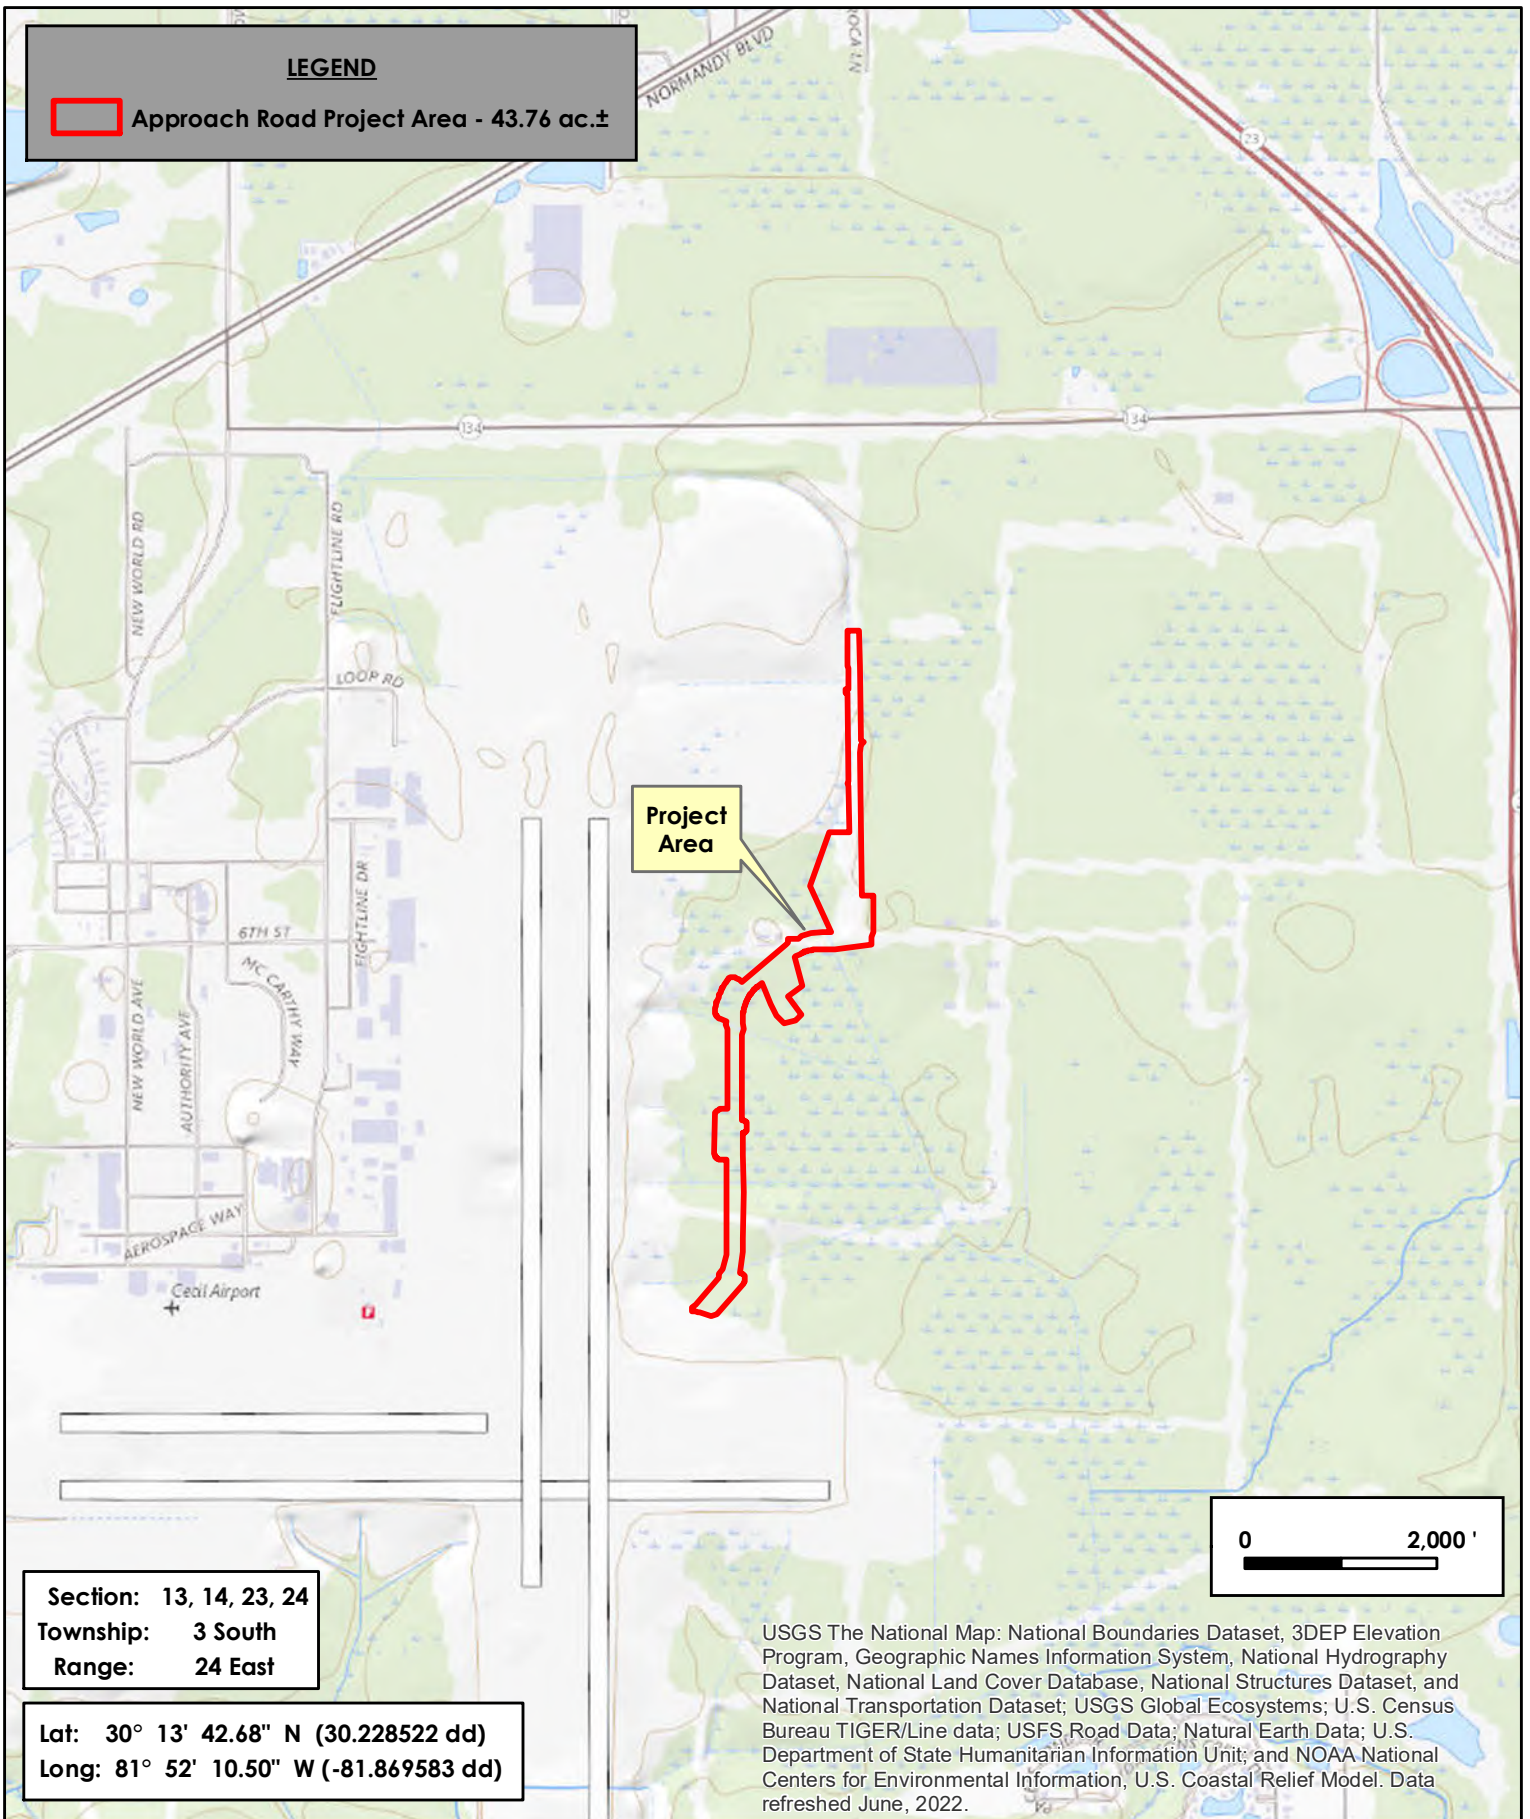 LEGEND
Approach Road Project Area - 43.76 ac.±
NORMANDY BLVD
ROCA LN
23
134
134
NEW WORLD RD
FLIGHTLINE RD
LOOP RD
Project
Area
FIGHTLINE DR
6TH ST
MC CARTHY WAY
NEW WORLD AVE
AUTHORITY AVE
AEROSPACE WAY
Cecil Airport
0 2,000 '
Section: 13, 14, 23, 24
Township: 3 South
Range: 24 East
Lat: 30° 13' 42.68" N (30.228522 dd)
Long: 81° 52' 10.50" W (-81.869583 dd)
USGS The National Map: National Boundaries Dataset, 3DEP Elevation
Program, Geographic Names Information System, National Hydrography
Dataset, National Land Cover Database, National Structures Dataset, and
National Transportation Dataset; USGS Global Ecosystems; U.S. Census
Bureau TIGER/Line data; USFS Road Data; Natural Earth Data; U.S.
Department of State Humanitarian Information Unit; and NOAA National
Centers for Environmental Information, U.S. Coastal Relief Model. Data
refreshed June, 2022.